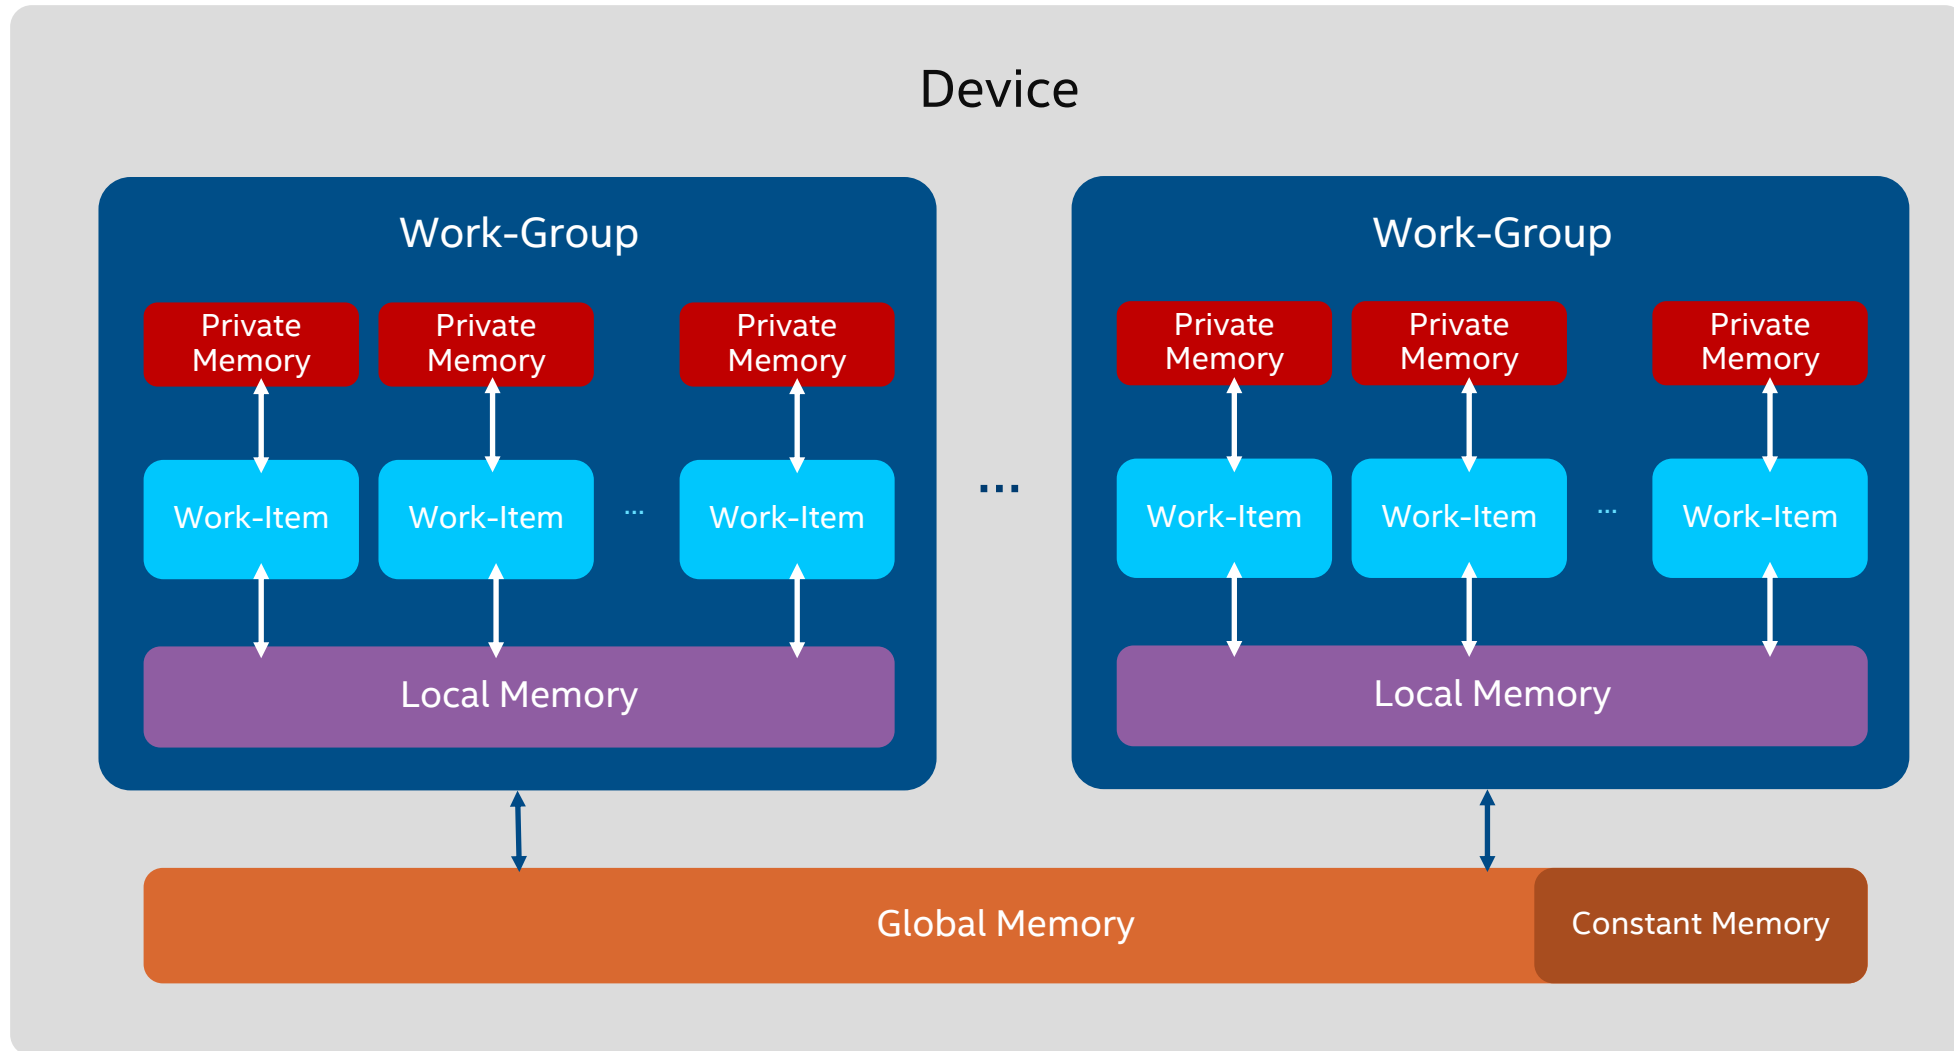 Device
Work-Group
Private
Memory
Private
Memory
Private
Memory
Work-Item
Work-Item
...
Work-Item
Local Memory
...
Work-Group
Private
Memory
Private
Memory
Private
Memory
Work-Item
Work-Item
...
Work-Item
Local Memory
Global Memory
Constant Memory